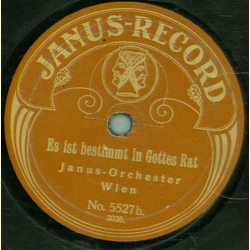 JANUS-RECORD
Es ist bestimmt in Gottes Rat
Janus-Orchester
Wien
No. 5527b.
3036.